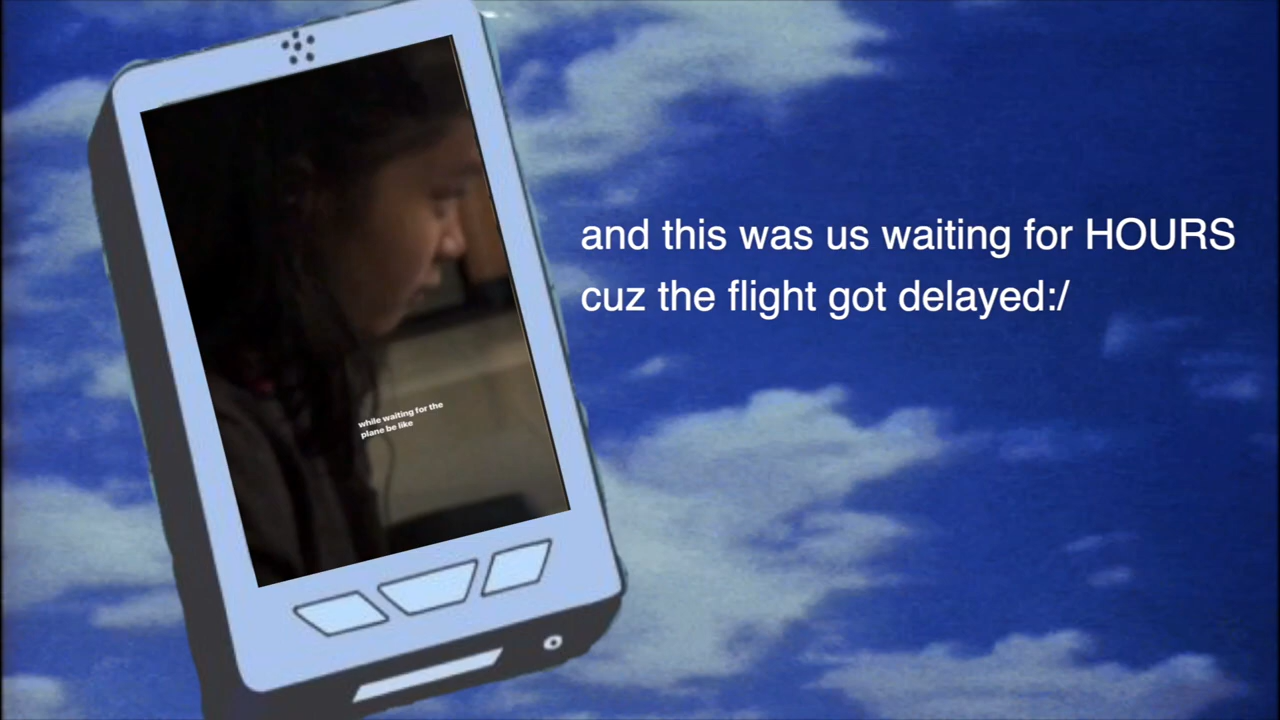 and this was us waiting for HOURS
cuz the flight got delayed:/
while waiting for the
plane be like